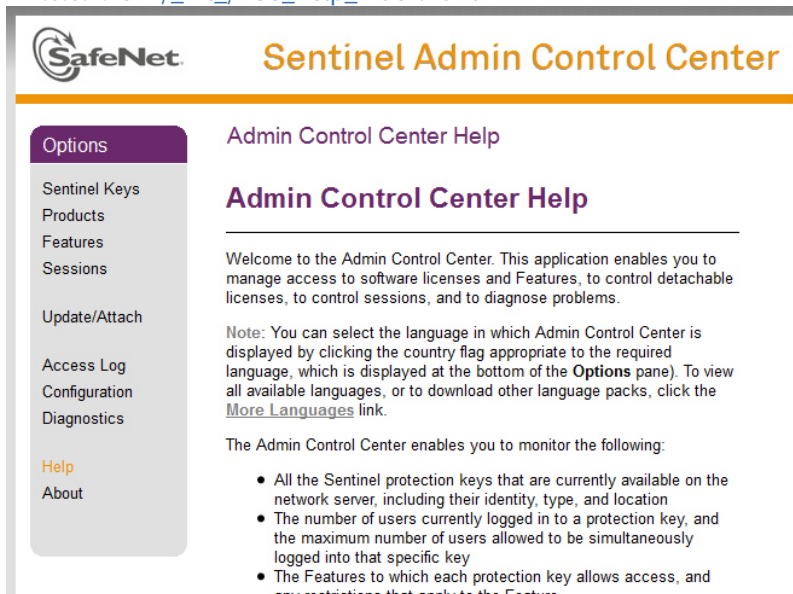 SafeNet.
Sentinel Admin Control Center
Options
Sentinel Keys
Products
Features
Sessions
Update/Attach
Access Log
Configuration
Diagnostics
Help
About
Admin Control Center Help
Admin Control Center Help
Welcome to the Admin Control Center. This application enables you to
manage access to software licenses and Features, to control detachable
licenses, to control sessions, and to diagnose problems.
Note: You can select the language in which Admin Control Center is
displayed by clicking the country flag appropriate to the required
language, which is displayed at the bottom of the Options pane). To view
all available languages, or to download other language packs, click the
More Languages link.
The Admin Control Center enables you to monitor the following:
● All the Sentinel protection keys that are currently available on the
network server, including their identity, type, and location
● The number of users currently logged in to a protection key, and
the maximum number of users allowed to be simultaneously
logged into that specific key
● The Features to which each protection key allows access, and
any restrictions that apply to the Feature